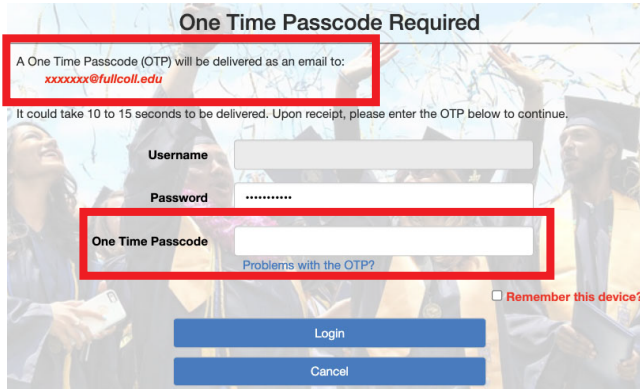 One Time Passcode Required
A One Time Passcode (OTP) will be delivered as an email to:
xxxxxxx@fullcoll.edu
It could take 10 to 15 seconds to be delivered. Upon receipt, please enter the OTP below to continue.
Username
Password •••••••••••
One Time Passcode
Problems with the OTP?
Remember this device?
Login
Cancel